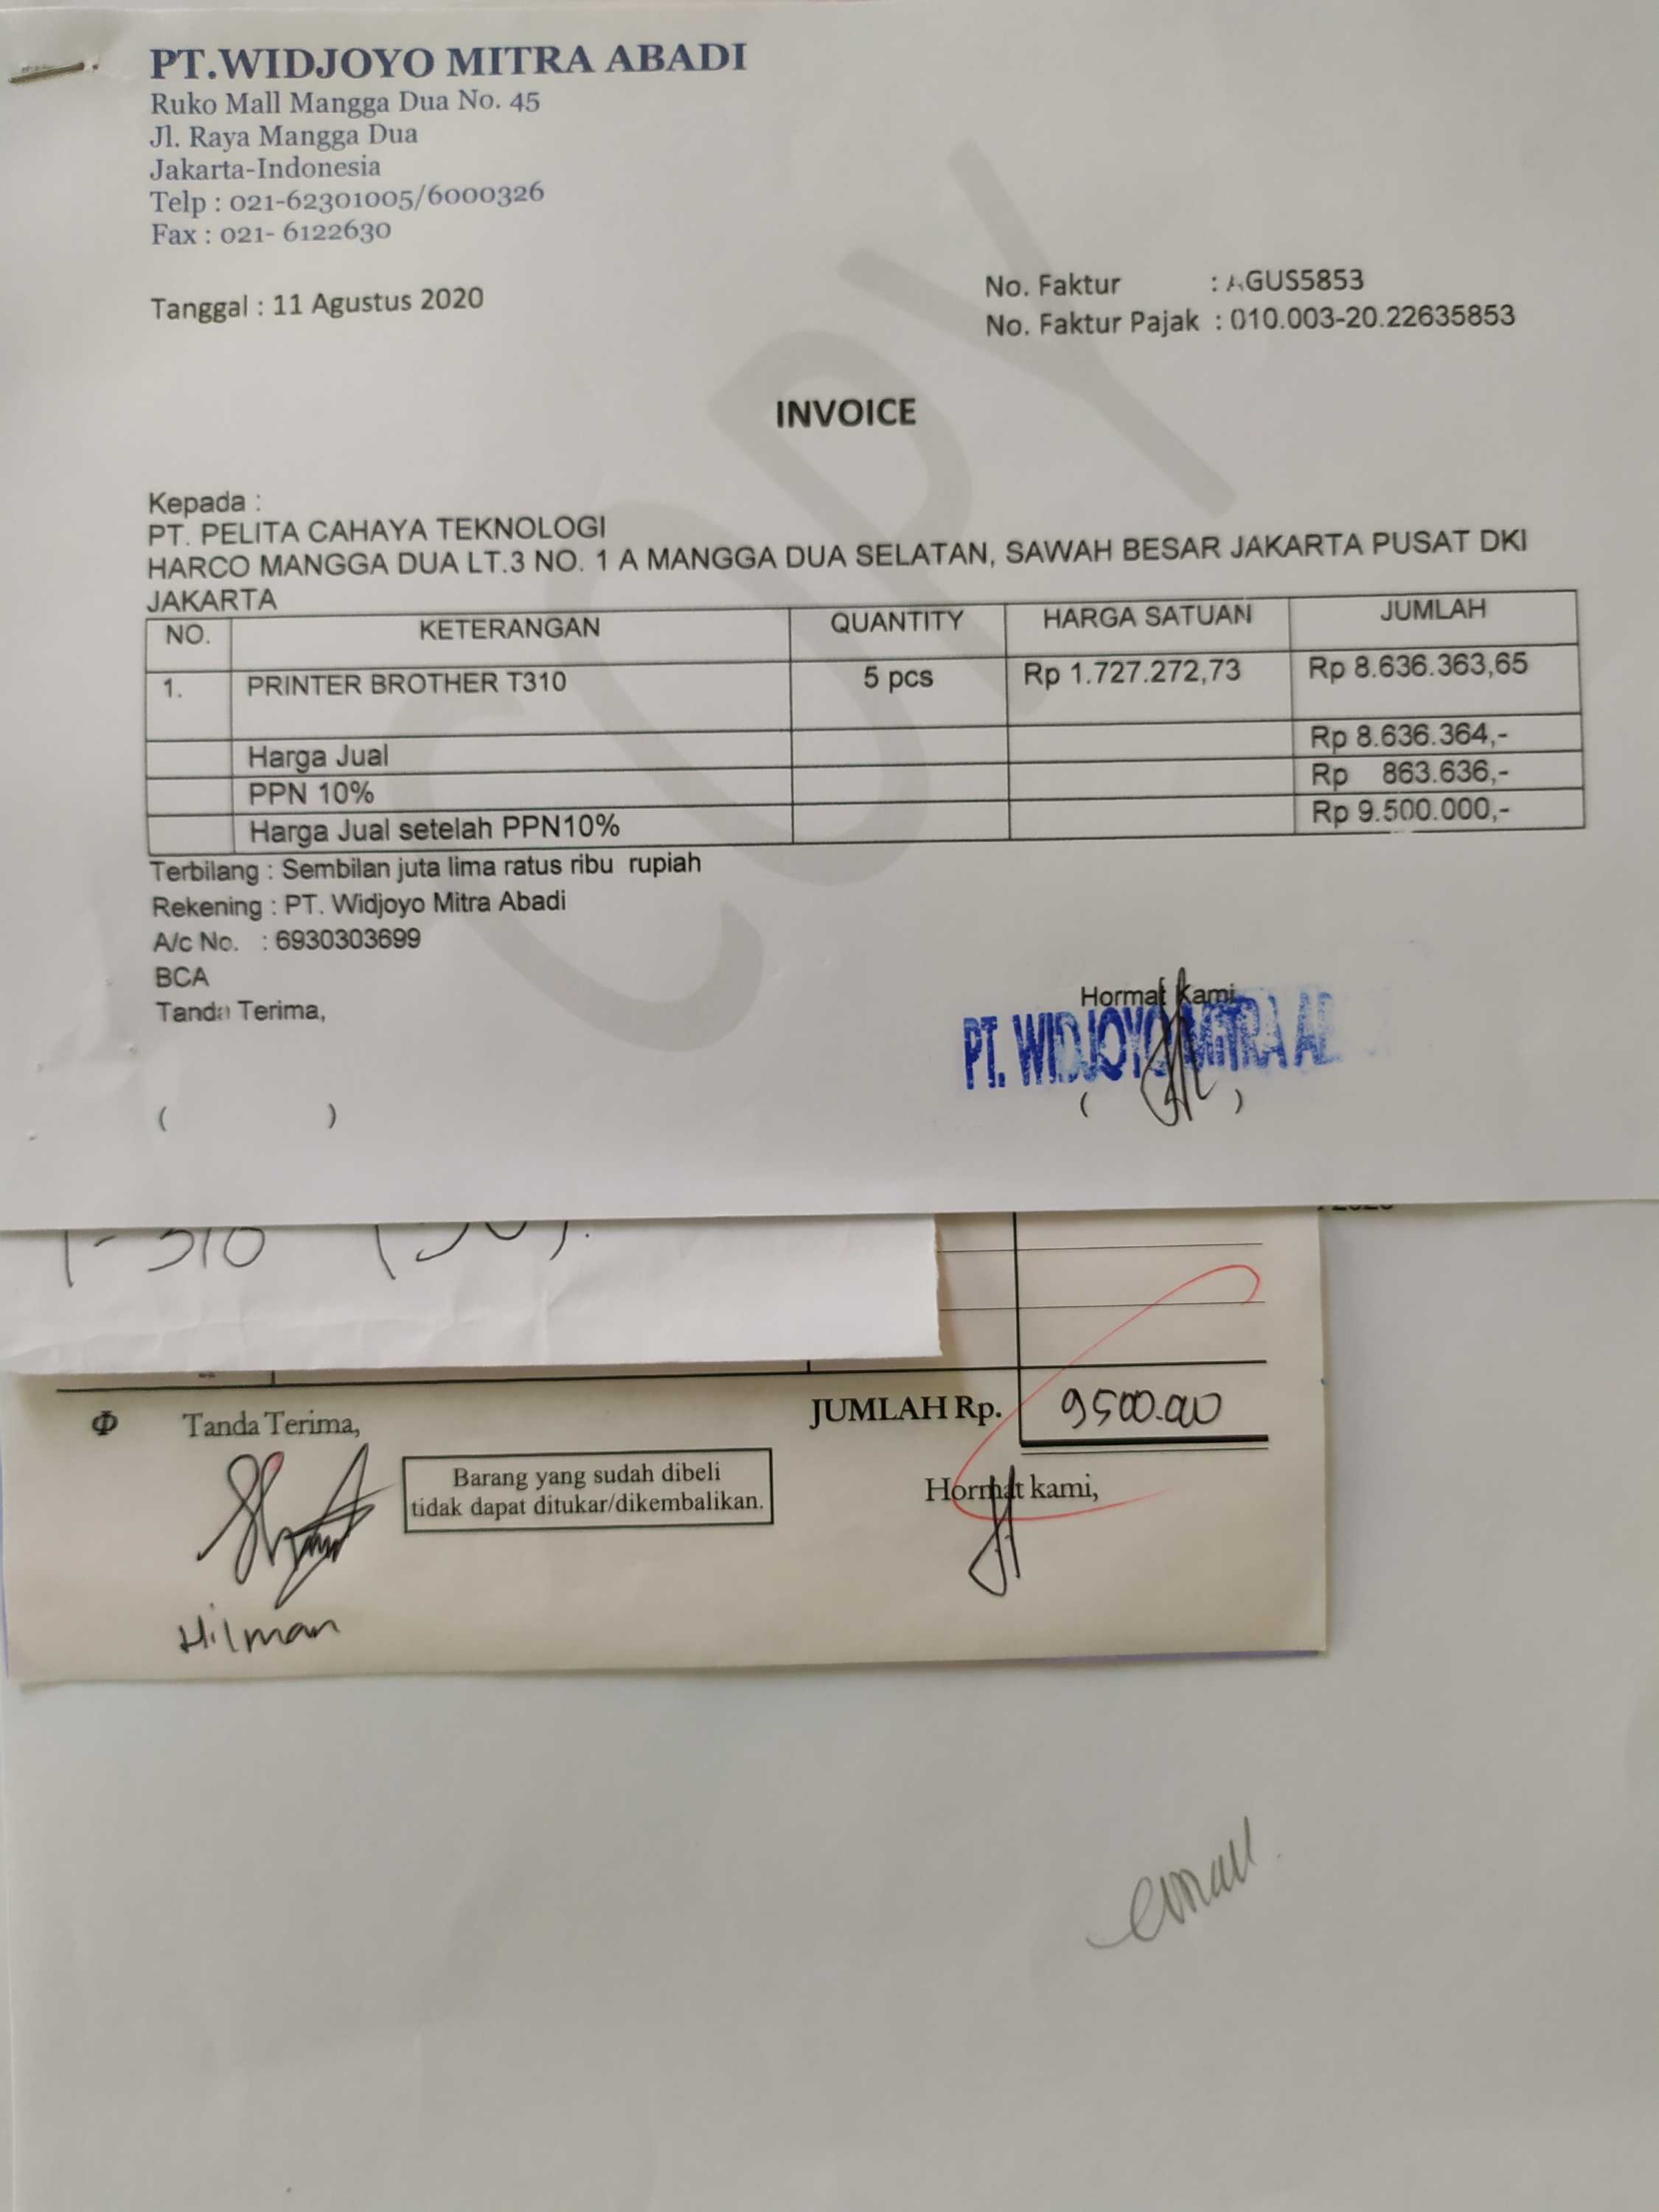 PT.WIDJOYO MITRA ABADI
Ruko Mall Mangga Dua No. 45
Jl. Raya Mangga Dua
Jakarta-Indonesia
Telp : 021-62301005/6000326
Fax : 021- 6122630
Tanggal : 11 Agustus 2020
No. Faktur : AGUS5853
No. Faktur Pajak : 010.003-20.22635853
COPY
INVOICE
Kepada :
PT. PELITA CAHAYA TEKNOLOGI
HARCO MANGGA DUA LT.3 NO. 1 A MANGGA DUA SELATAN, SAWAH BESAR JAKARTA PUSAT DKI
JAKARTA
NO. KETERANGAN QUANTITY HARGA SATUAN JUMLAH
1. PRINTER BROTHER T310 5 pcs Rp 1.727.272,73 Rp 8.636.363,65
Harga Jual Rp 8.636.364,-
PPN 10% Rp 863.636,-
Harga Jual setelah PPN10% Rp 9.500.000,-
Terbilang : Sembilan juta lima ratus ribu rupiah
Rekening : PT. Widjoyo Mitra Abadi
A/c No. : 6930303699
BCA
Tanda Terima,
Hormat Kami
PT. WIDJOYO MITRA
( )
( )
JUMLAH Rp. 9500.000
Tanda Terima,
Barang yang sudah dibeli
tidak dapat ditukar/dikembalikan.
Hormat kami,
Hilman